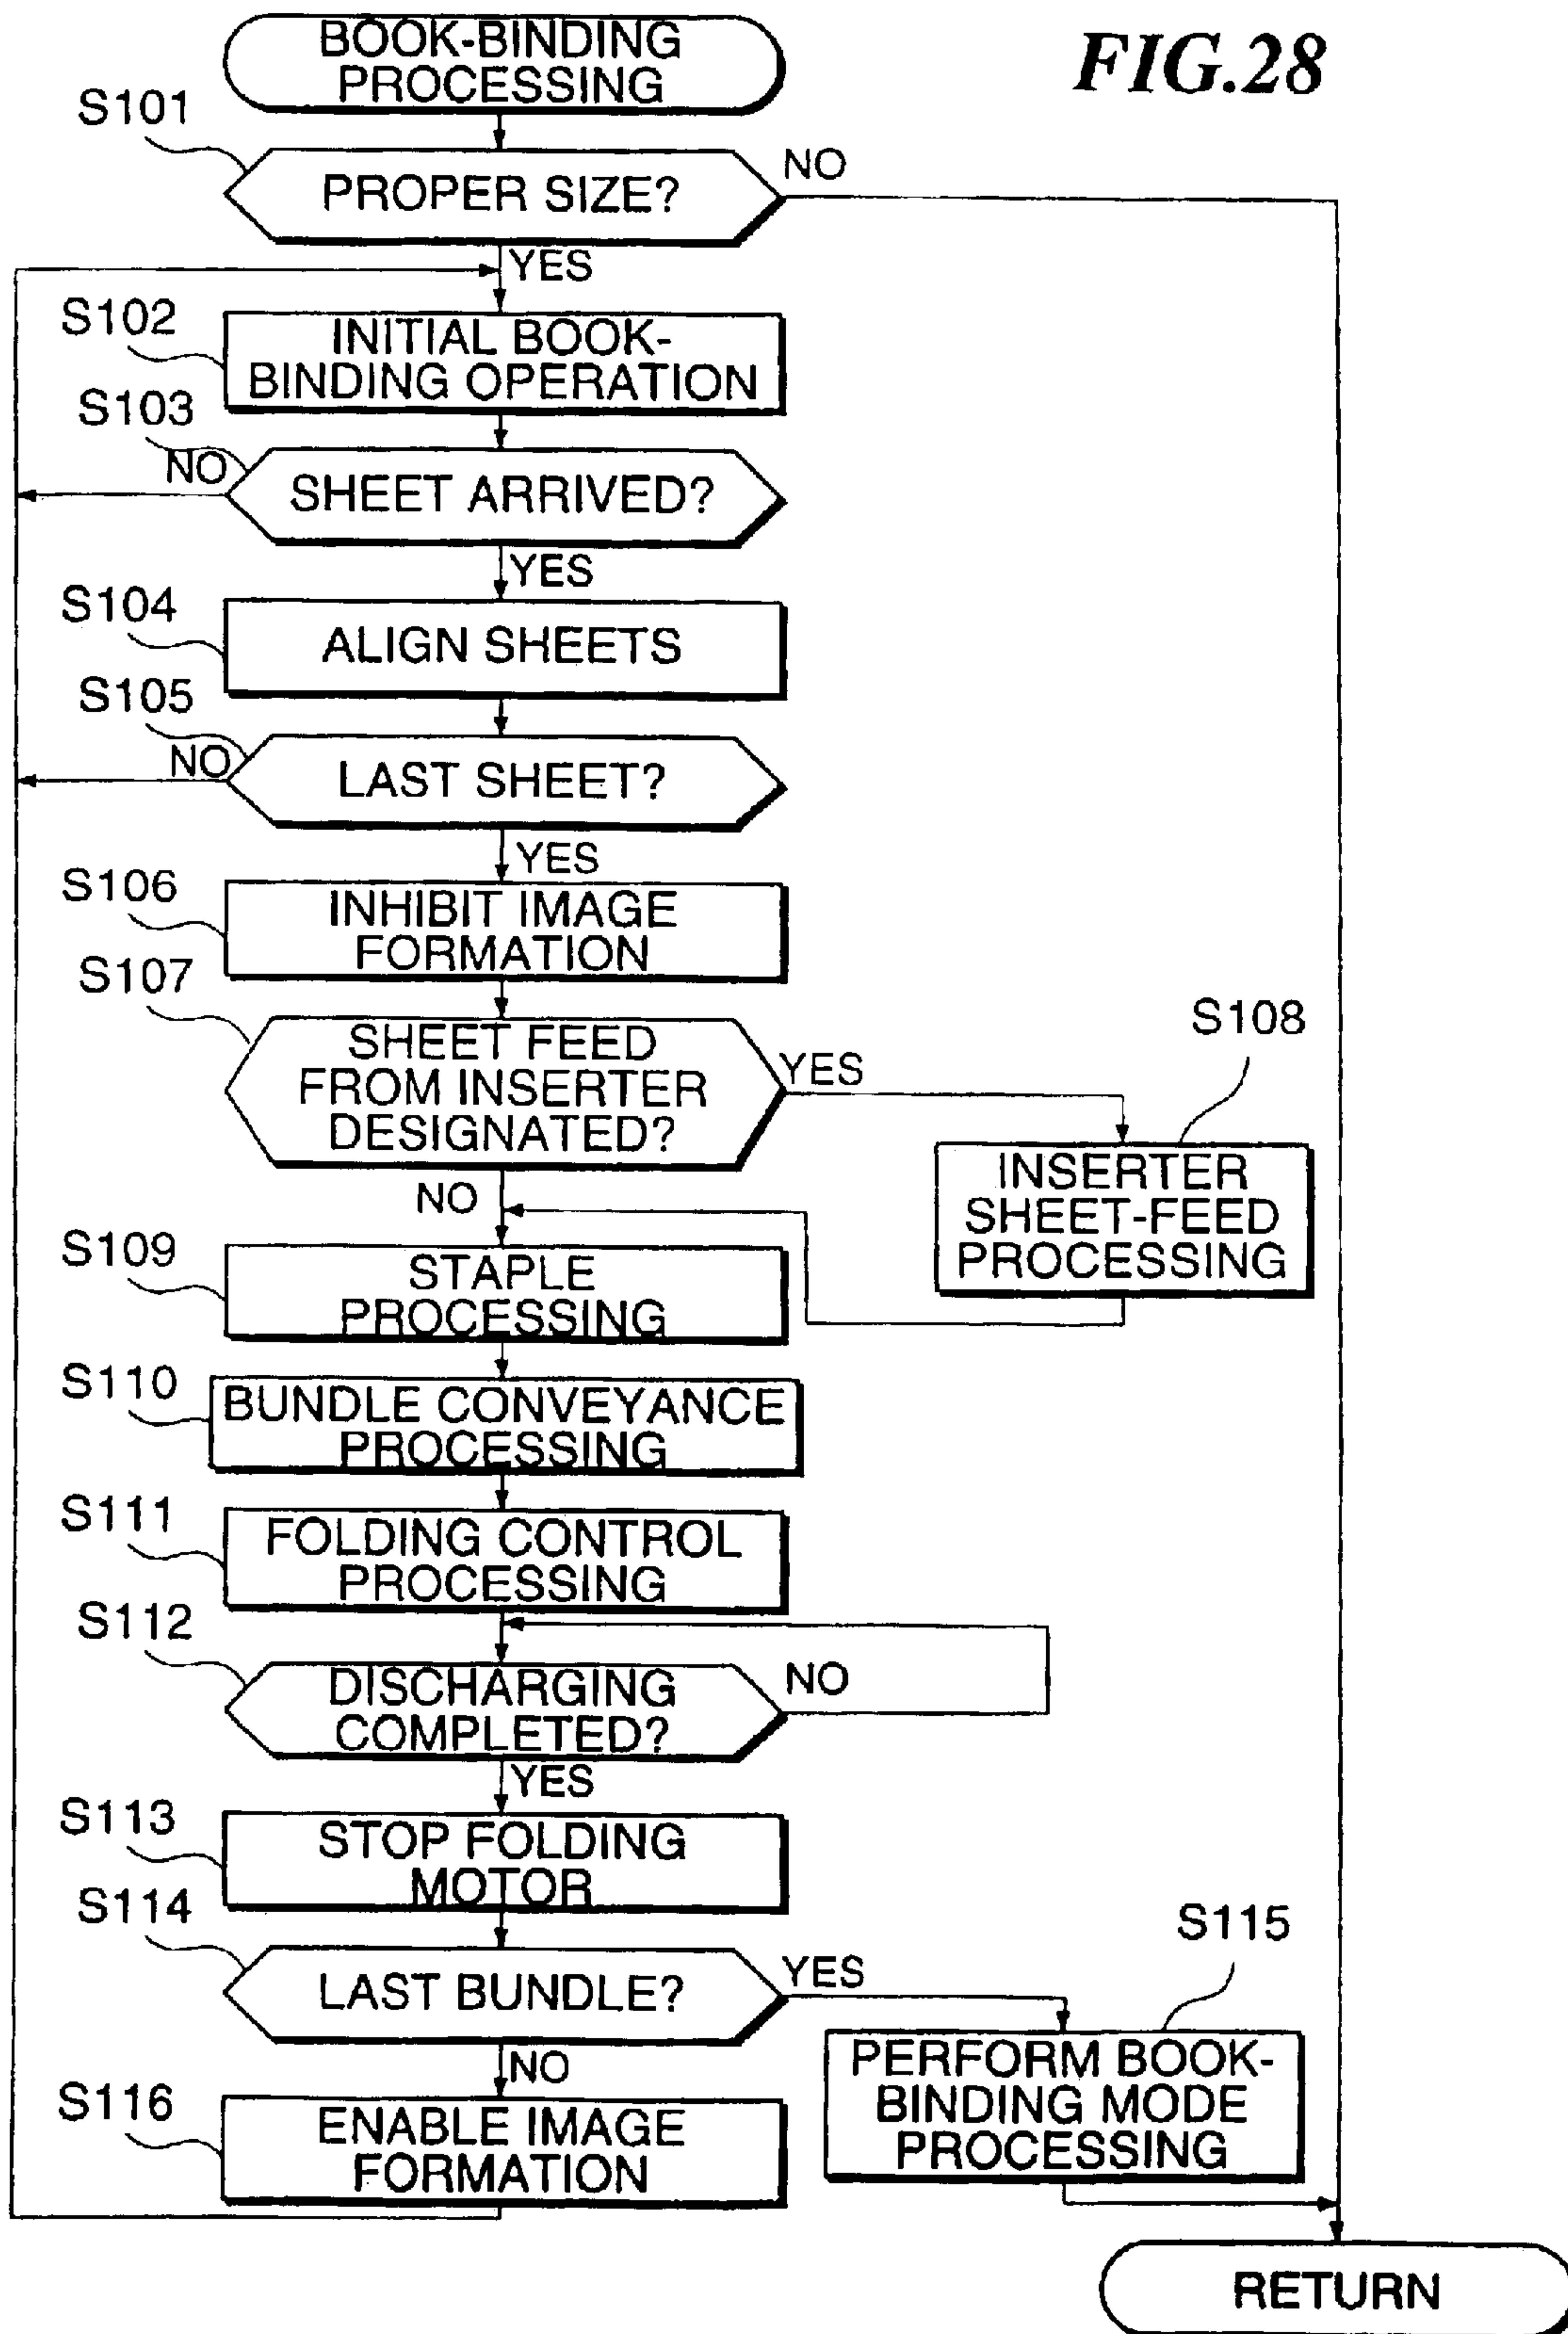 BOOK-BINDING
PROCESSING
FIG.28
S101
PROPER SIZE?
NO
YES
S102
INITIAL BOOK-
BINDING OPERATION
S103
NO
SHEET ARRIVED?
YES
S104
ALIGN SHEETS
S105
NO
LAST SHEET?
YES
S106
INHIBIT IMAGE
FORMATION
S107
SHEET FEED
FROM INSERTER
DESIGNATED?
YES
S108
INSERTER
SHEET-FEED
PROCESSING
NO
S109
STAPLE
PROCESSING
S110
BUNDLE CONVEYANCE
PROCESSING
S111
FOLDING CONTROL
PROCESSING
S112
DISCHARGING
COMPLETED?
NO
YES
S113
STOP FOLDING
MOTOR
S114
LAST BUNDLE?
YES
S115
PERFORM BOOK-
BINDING MODE
PROCESSING
NO
S116
ENABLE IMAGE
FORMATION
RETURN